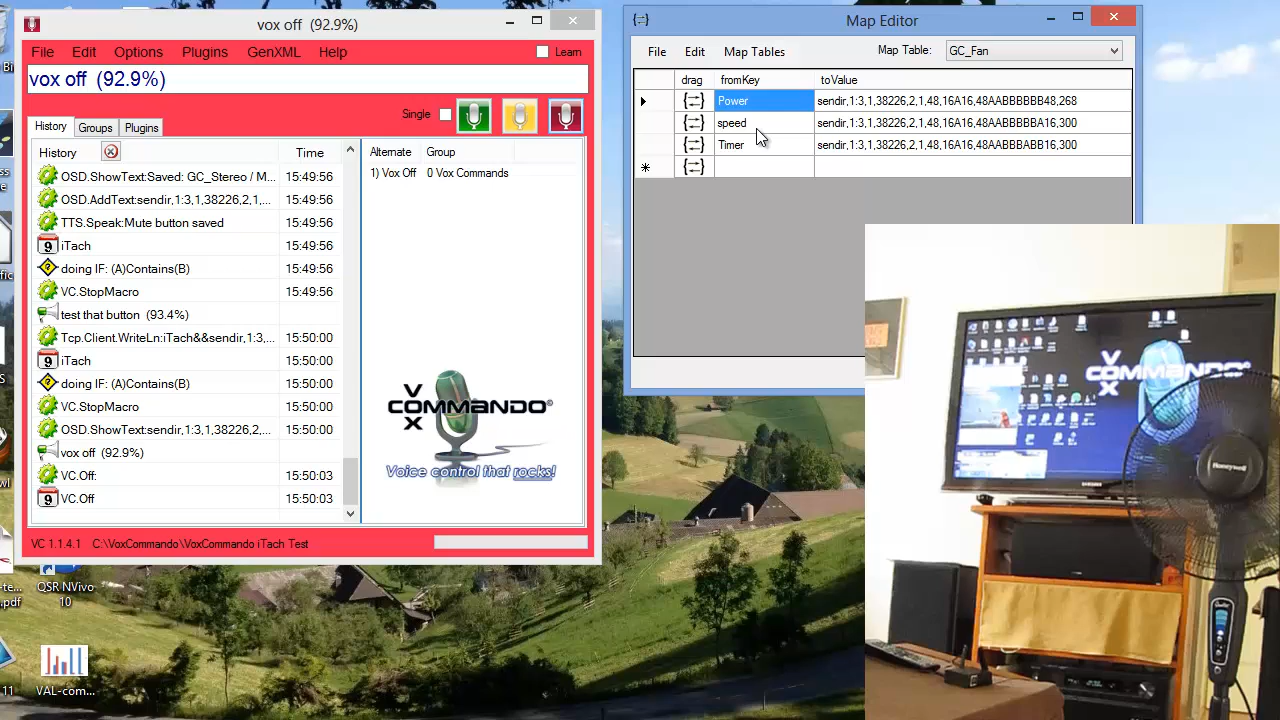 vox off (92.9%)
File Edit Options Plugins GenXML Help Learn
vox off (92.9%)
Single
History Groups Plugins
History Time
OSD.ShowText:Saved: GC_Stereo / M... 15:49:56
OSD.AddText:sendir,1:3,1,38226,2,1,... 15:49:56
TTS.Speak:Mute button saved 15:49:56
9 iTach 15:49:56
doing IF: (A)Contains(B) 15:49:56
VC.StopMacro 15:49:56
test that button (93.4%)
Tcp.Client.WriteLn:iTach&&sendir,1:3,... 15:50:00
9 iTach 15:50:00
doing IF: (A)Contains(B) 15:50:00
VC.StopMacro 15:50:00
OSD.ShowText:sendir,1:3,1,38226,2,... 15:50:00
vox off (92.9%)
VC.Off: 15:50:03
9 VC.Off 15:50:03
Alternate Group
1) Vox Off 0 Vox Commands
VOX
COMMANDO©
Voice control that rocks!
VC 1.1.4.1 C:\VoxCommando\VoxCommando iTach Test
Map Editor
File Edit Map Tables Map Table: GC_Fan
drag fromKey toValue
Power sendir,1:3,1,38226,2,1,48,16A16,48AABBBBBB48,268
speed sendir,1:3,1,38226,2,1,48,16A16,48AABBBBBA16,300
Timer sendir,1:3,1,38226,2,1,48,16A16,48AABBBABB16,300
QSR NVivo
10
.pdf
11
VAL-com...
VOX
COMMANDO
Honeywell
SAMSUNG